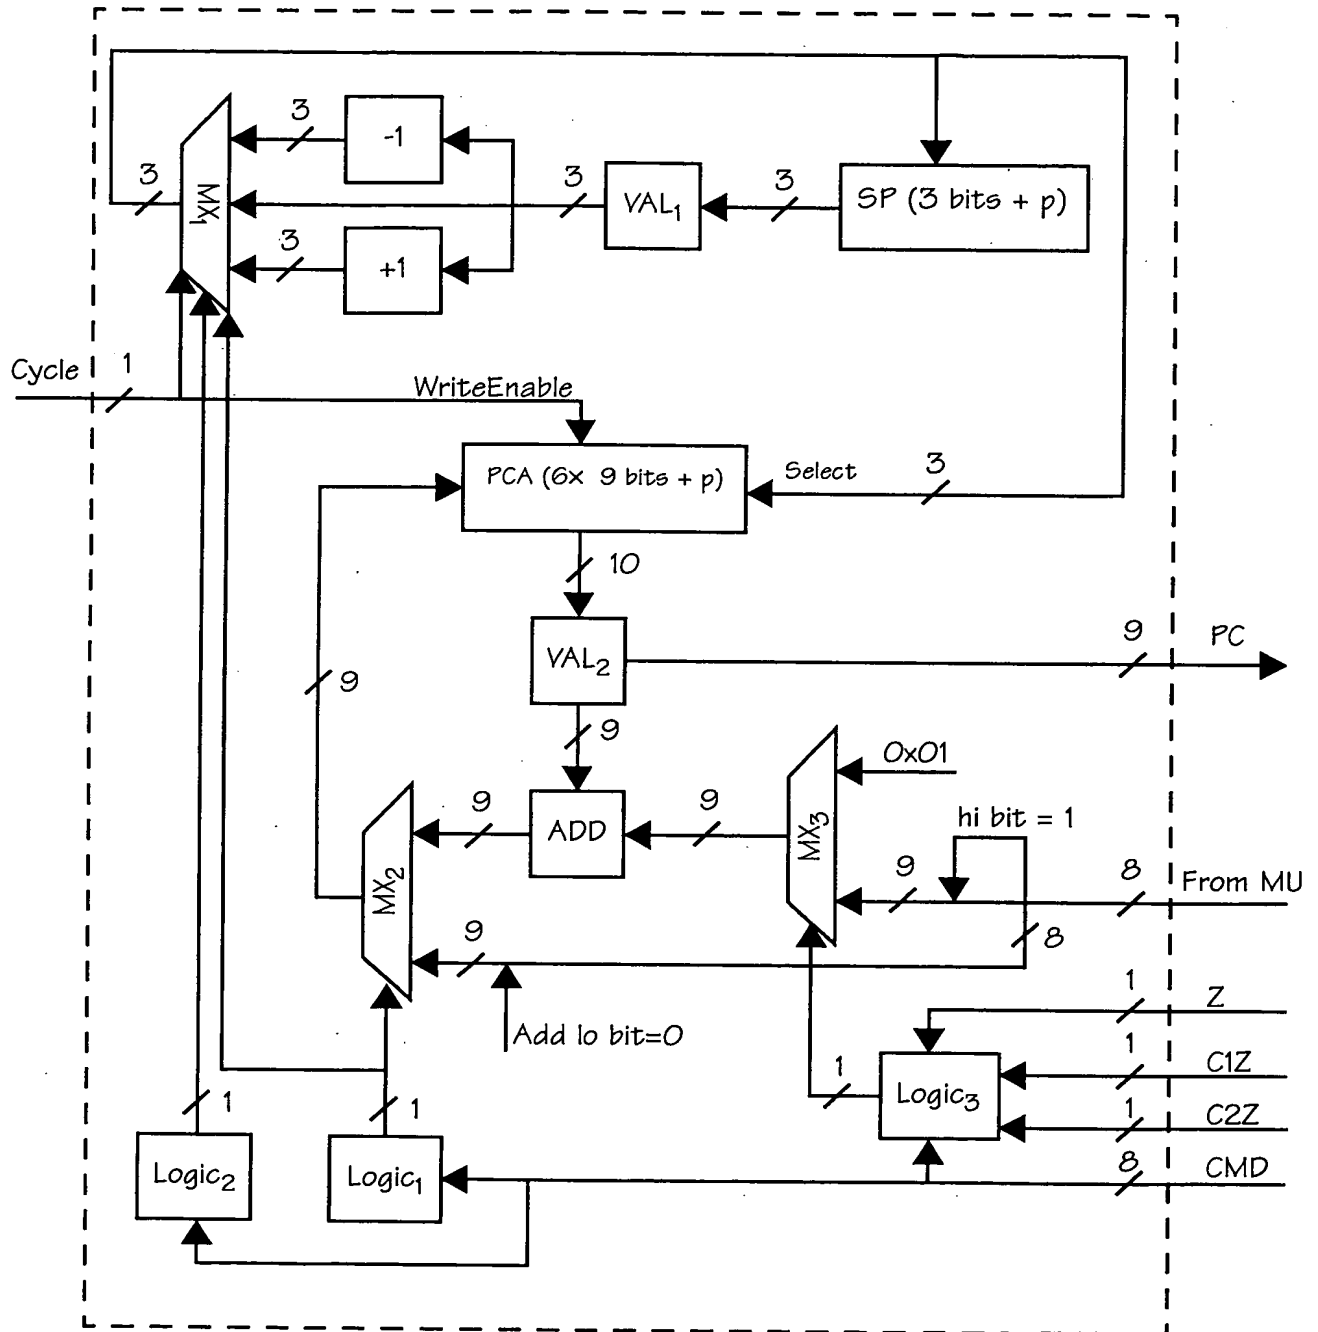 3
-1
3
3
3
MX1
VAL1
SP (3 bits + p)
3
+1
Cycle
1
WriteEnable
PCA (6x 9 bits + p)
Select
3
10
VAL2
9
PC
9
9
0x01
9
ADD
9
MX3
hi bit = 1
MX2
9
8
From MU
9
8
Add lo bit=0
1
Z
1
C1Z
1
Logic3
1
C2Z
1
1
Logic2
Logic1
8
CMD